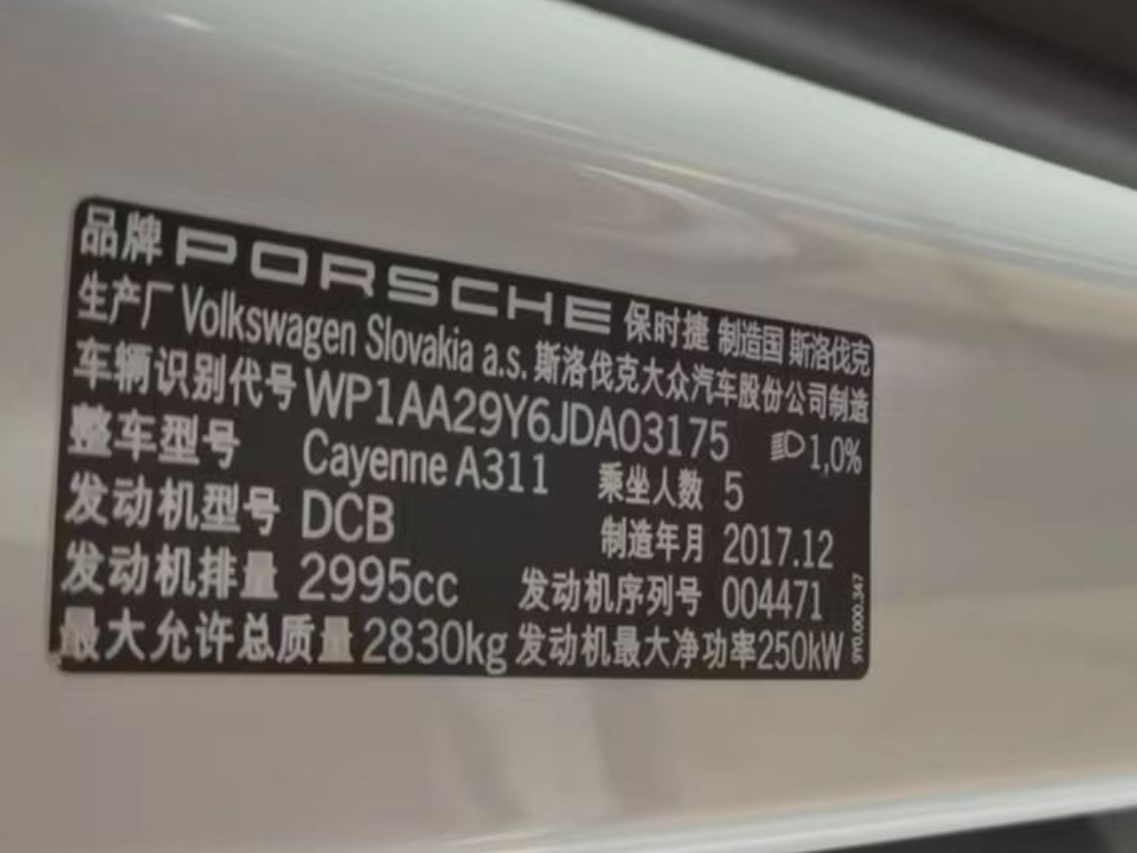 品牌 PORSCHE 保时捷 制造国 斯洛伐克
生产厂 Volkswagen Slovakia a.s. 斯洛伐克大众汽车股份公司制造
车辆识别代号 WP1AA29Y6JDA03175 1,0%
整车型号 Cayenne A311 乘坐人数 5
发动机型号 DCB 制造年月 2017.12
发动机排量 2995cc 发动机序列号 004471
最大允许总质量 2830kg 发动机最大净功率 250kW
9Y0.000.347